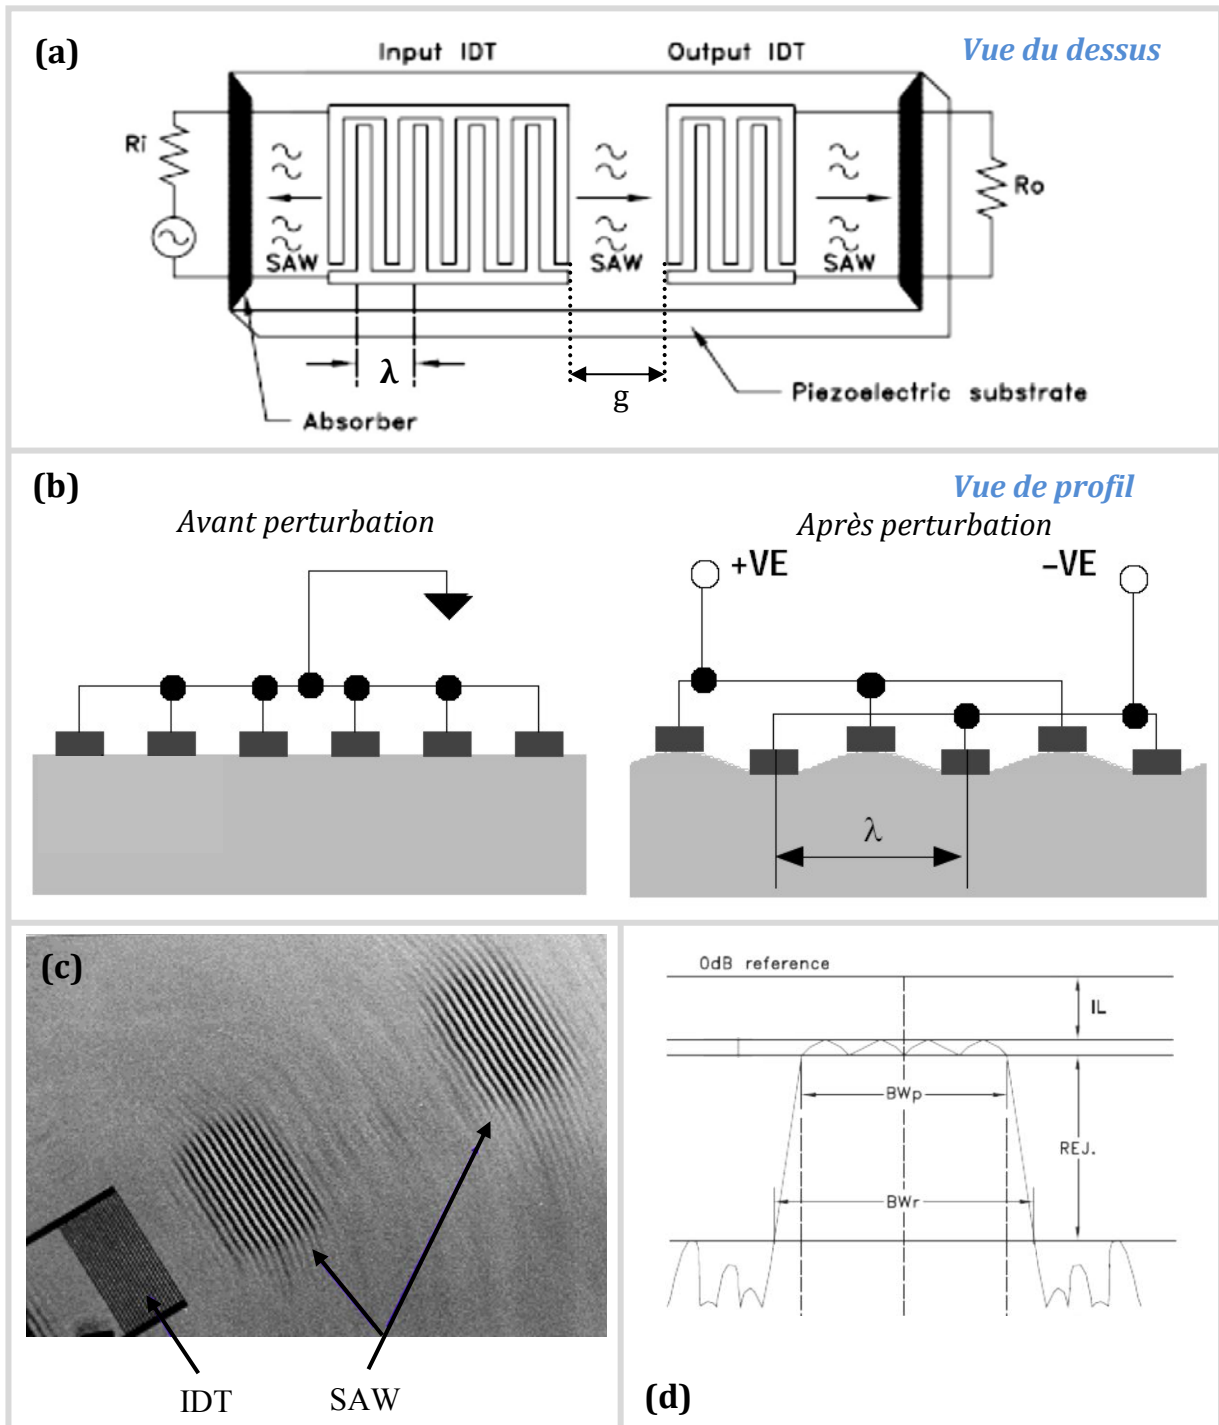 (a)
Vue du dessus
Input IDT
Output IDT
Ri
Ro
SAW
SAW
SAW
λ
g
Absorber
Piezoelectric substrate
(b)
Vue de profil
Avant perturbation
Après perturbation
+VE
–VE
λ
(c)
IDT
SAW
0dB reference
IL
BWp
REJ.
BWr
(d)